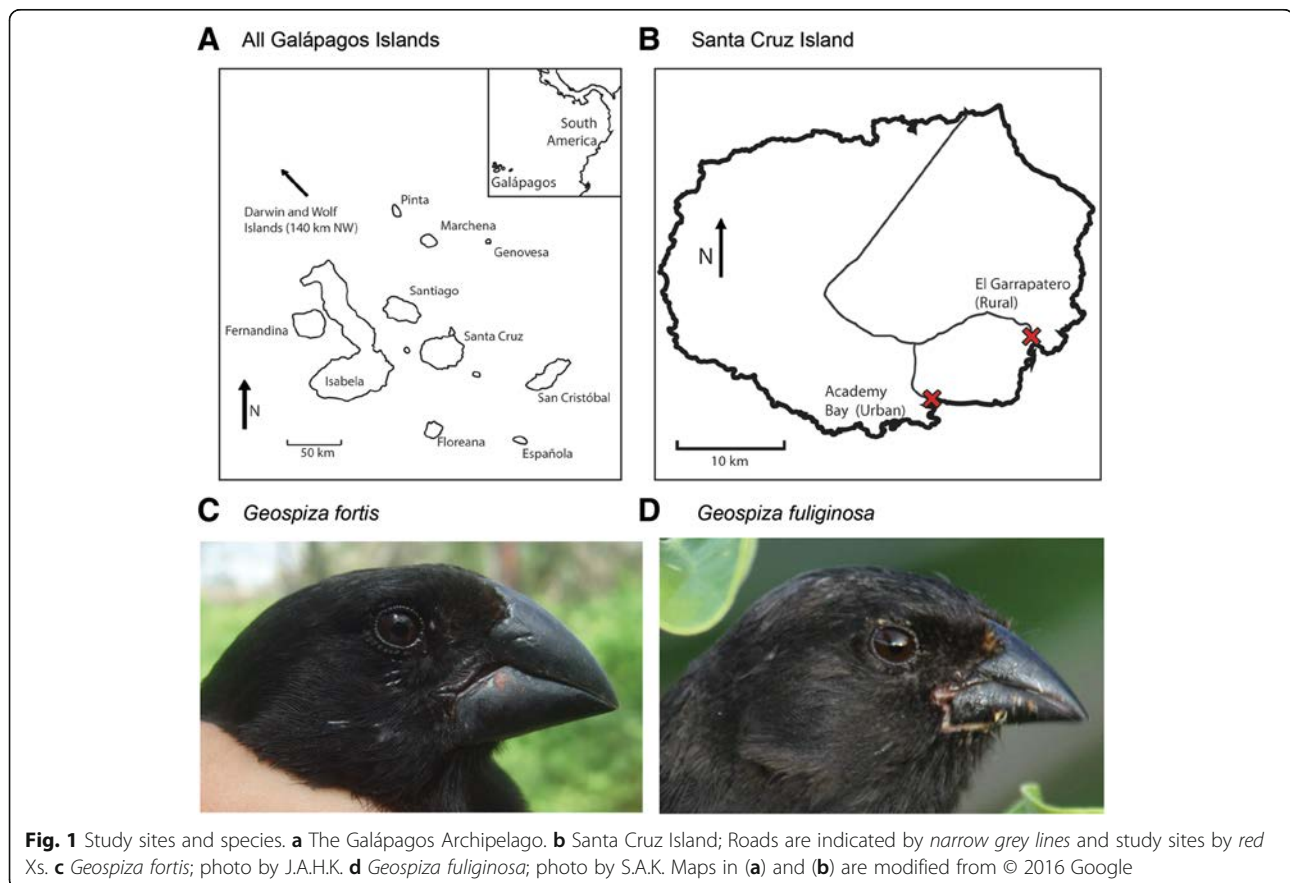 A All Galápagos Islands
B Santa Cruz Island
South
America
Galápagos
Darwin and Wolf
Islands (140 km NW)
Pinta
Marchena
Genovesa
Santiago
Fernandina
Santa Cruz
Isabela
San Cristóbal
N
50 km
Floreana
Española
N
El Garrapatero
(Rural)
Academy
Bay (Urban)
10 km
C Geospiza fortis
D Geospiza fuliginosa
Fig. 1 Study sites and species. a The Galápagos Archipelago. b Santa Cruz Island; Roads are indicated by narrow grey lines and study sites by red
Xs. c Geospiza fortis; photo by J.A.H.K. d Geospiza fuliginosa; photo by S.A.K. Maps in (a) and (b) are modified from © 2016 Google